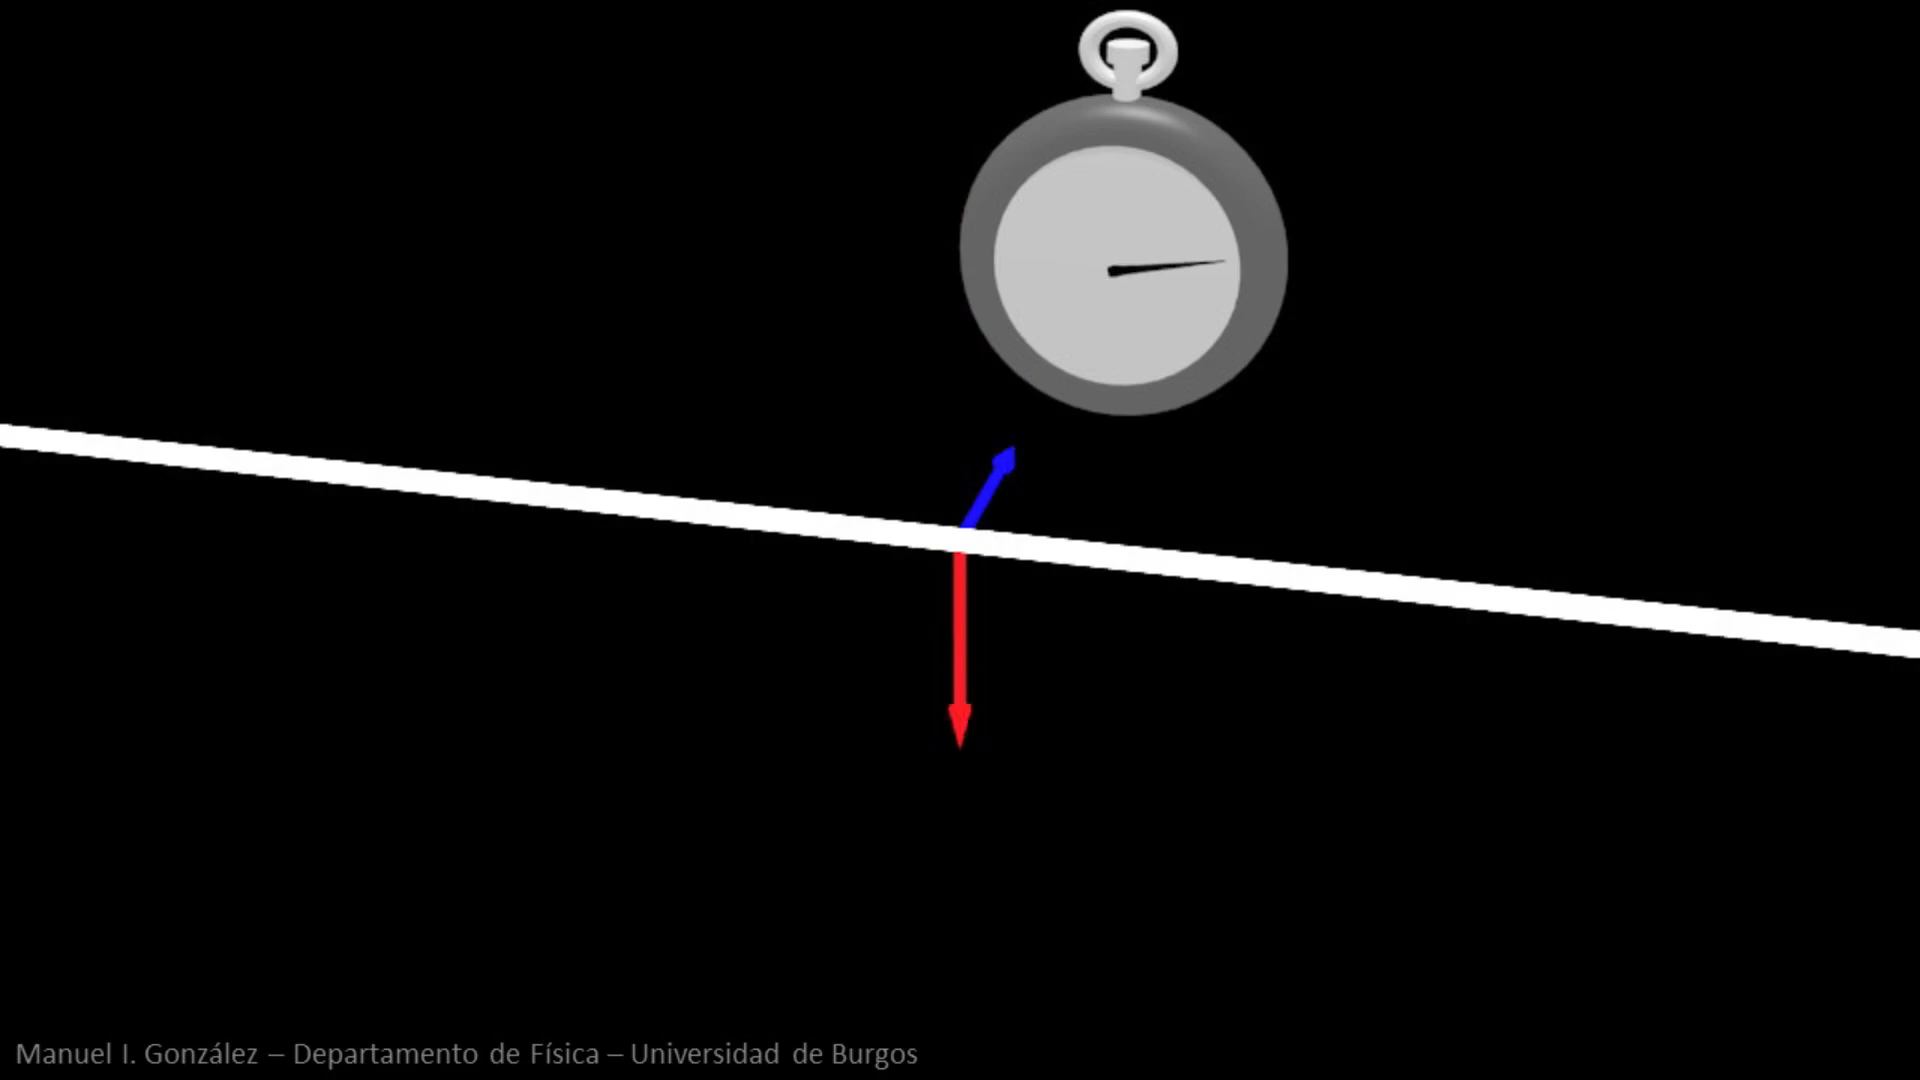 Manuel I. González – Departamento de Física – Universidad de Burgos